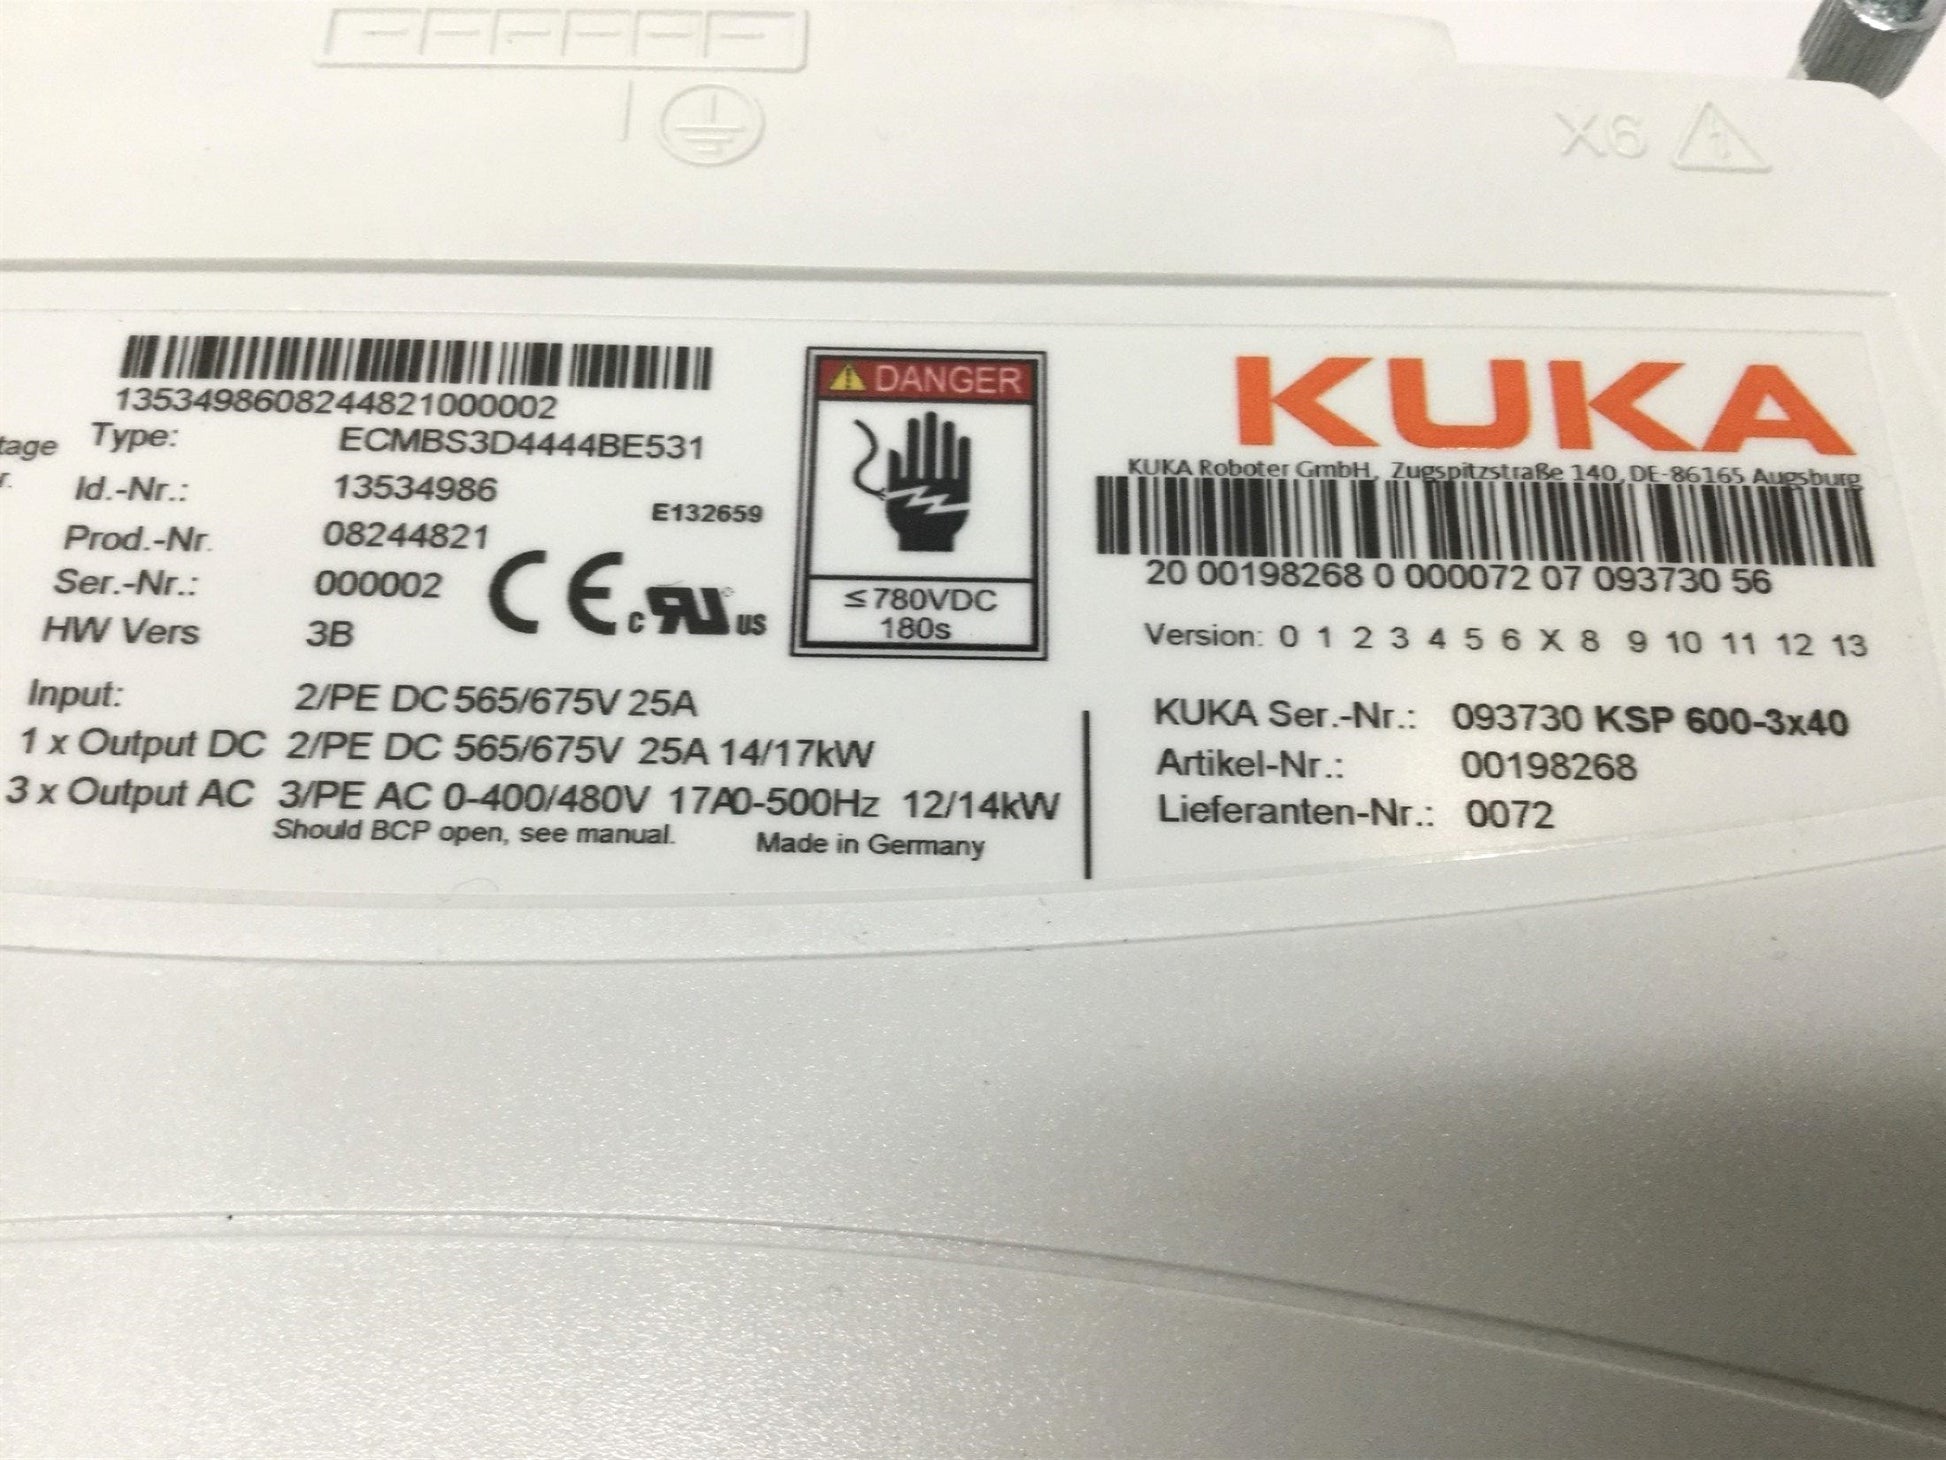 X6
13534986082448210000​02
tage Type: ECMBS3D4444BE531
r. Id.-Nr.: 13534986
E132659
Prod.-Nr. 08244821
Ser.-Nr.: 000002
CE c RU us
HW Vers 3B
Input: 2/PE DC 565/675V 25A
1 x Output DC 2/PE DC 565/675V 25A 14/17kW
3 x Output AC 3/PE AC 0-400/480V 17A0-500Hz 12/14kW
Should BCP open, see manual. Made in Germany
DANGER
≤780VDC
180s
KUKA
KUKA Roboter GmbH, Zugspitzstraße 140, DE-86165 Augsburg
20 00198268 0 000072 07 093730 56
Version: 0 1 2 3 4 5 6 X 8 9 10 11 12 13
KUKA Ser.-Nr.: 093730 KSP 600-3x40
Artikel-Nr.: 00198268
Lieferanten-Nr.: 0072